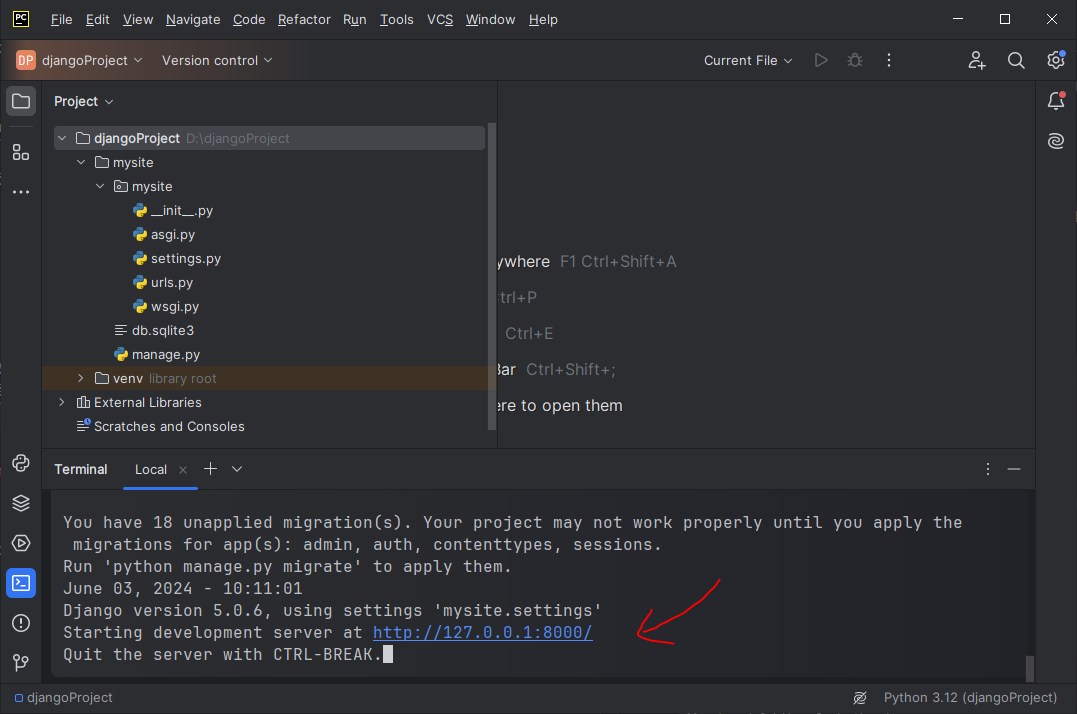 PC File Edit View Navigate Code Refactor Run Tools VCS Window Help
DP djangoProject Version control Current File
Project
djangoProject D:\djangoProject
mysite
mysite
__init__.py
asgi.py
settings.py
urls.py
wsgi.py
db.sqlite3
manage.py
venv library root
External Libraries
Scratches and Consoles
ywhere F1 Ctrl+Shift+A
Ctrl+P
Ctrl+E
Bar Ctrl+Shift+;
ere to open them
Terminal Local
You have 18 unapplied migration(s). Your project may not work properly until you apply the
migrations for app(s): admin, auth, contenttypes, sessions.
Run 'python manage.py migrate' to apply them.
June 03, 2024 - 10:11:01
Django version 5.0.6, using settings 'mysite.settings'
Starting development server at http://127.0.0.1:8000/
Quit the server with CTRL-BREAK.
djangoProject Python 3.12 (djangoProject)